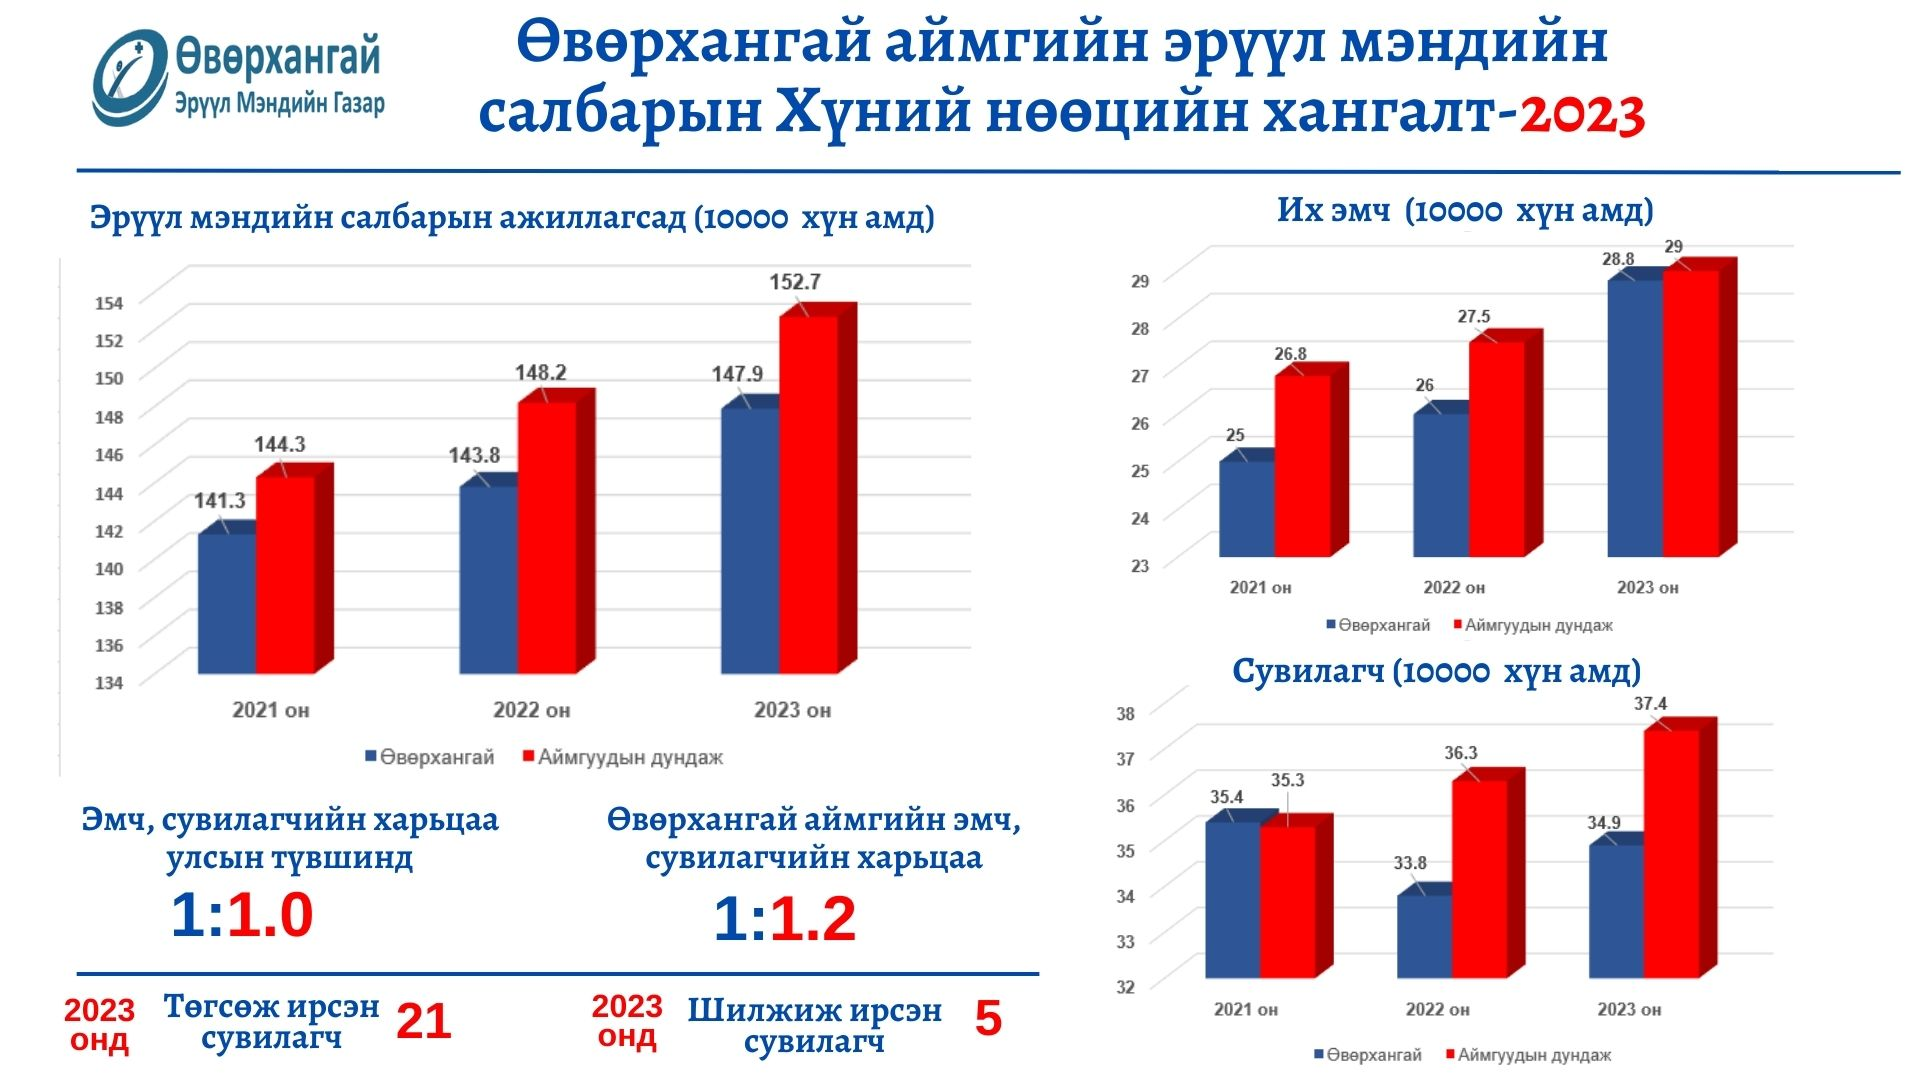 Өвөрхангай
Эрүүл Мэндийн Газар
Өвөрхангай аймгийн эрүүл мэндийн
салбарын Хүний нөөцийн хангалт-2023
Эрүүл мэндийн салбарын ажиллагсад (10000 хүн амд)
154
152
150
148
146
144
142
140
138
136
134
141.3
144.3
143.8
148.2
147.9
152.7
2021 он
2022 он
2023 он
Өвөрхангай
Аймгуудын дундаж
Их эмч (10000 хүн амд)
29
28
27
26
25
24
23
25
26.8
26
27.5
28.8
29
2021 он
2022 он
2023 он
Өвөрхангай
Аймгуудын дундаж
Сувилагч (10000 хүн амд)
38
37
36
35
34
33
32
35.4
35.3
33.8
36.3
34.9
37.4
2021 он
2022 он
2023 он
Өвөрхангай
Аймгуудын дундаж
Эмч, сувилагчийн харьцаа
улсын түвшинд
1:1.0
Өвөрхангай аймгийн эмч,
сувилагчийн харьцаа
1:1.2
2023
онд
Төгсөж ирсэн
сувилагч
21
2023
онд
Шилжиж ирсэн
сувилагч
5